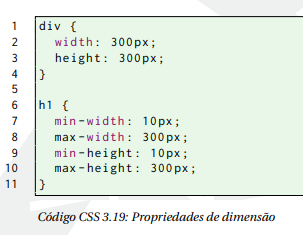 1 div {
2   width: 300px;
3   height: 300px;
4 }
5
6 h1 {
7   min-width: 10px;
8   max-width: 300px;
9   min-height: 10px;
10   max-height: 300px;
11 }
Código CSS 3.19: Propriedades de dimensão